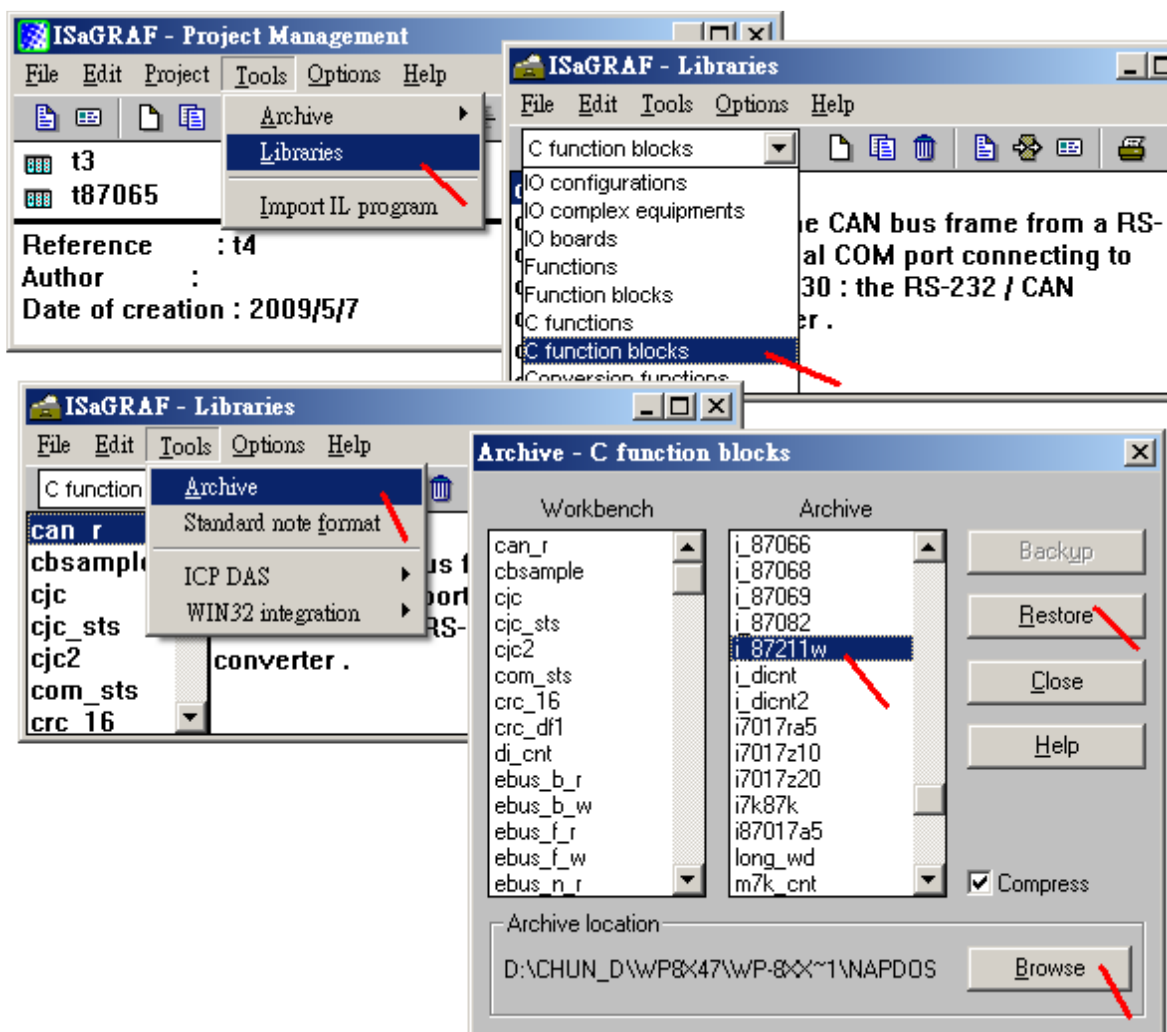 ISaGRAF - Project Management
File Edit Project Tools Options Help
Archive
Libraries
Import IL program
t3
t87065
Reference : t4
Author :
Date of creation : 2009/5/7
ISaGRAF - Libraries
File Edit Tools Options Help
C function blocks
IO configurations
IO complex equipments
IO boards
Functions
Function blocks
C functions
C function blocks
Conversion functions
e CAN bus frame from a RS-
al COM port connecting to
30 : the RS-232 / CAN
er .
ISaGRAF - Libraries
File Edit Tools Options Help
C function
Archive
Standard note format
ICP DAS
WIN32 integration
can_r
cbsample
cjc
cjc_sts
cjc2
com_sts
crc_16
us f
port
RS-
converter .
Archive - C function blocks
Workbench
can_r
cbsample
cjc
cjc_sts
cjc2
com_sts
crc_16
crc_df1
di_cnt
ebus_b_r
ebus_b_w
ebus_f_r
ebus_f_w
ebus_n_r
Archive
i_87066
i_87068
i_87069
i_87082
i_87211w
i_dicnt
i_dicnt2
i7017ra5
i7017z10
i7017z20
i7k87k
i87017a5
long_wd
m7k_cnt
Backup
Restore
Close
Help
Compress
Archive location
D:\CHUN_D\WP8X47\WP-8XX~1\NAPDOS
Browse